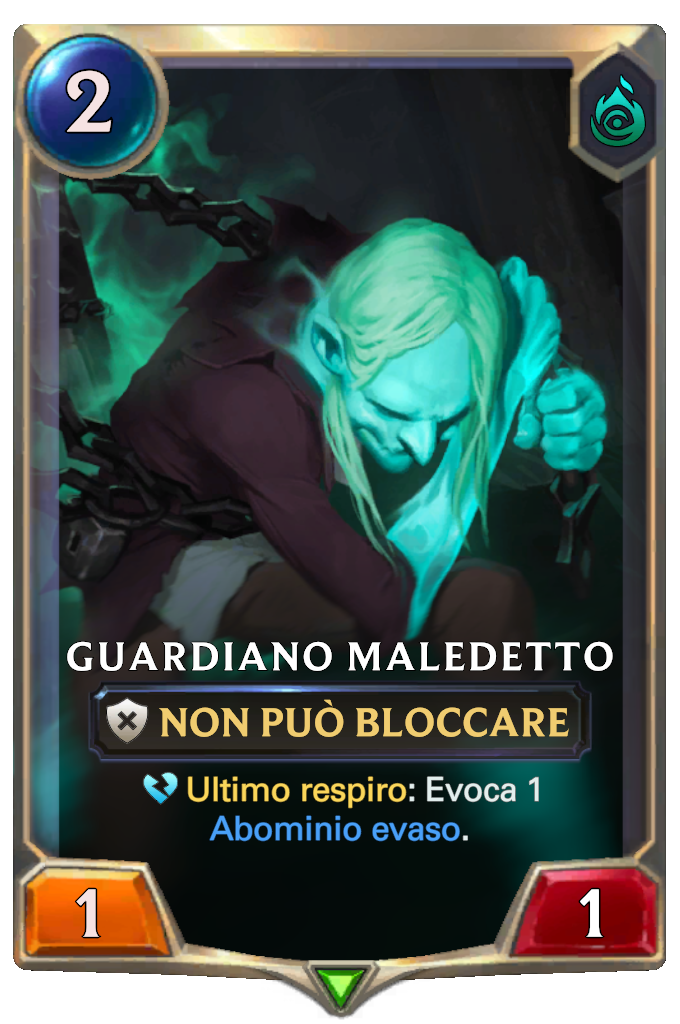 2
GUARDIANO MALEDETTO
NON PUÒ BLOCCARE
Ultimo respiro: Evoca 1
Abominio evaso.
1
1